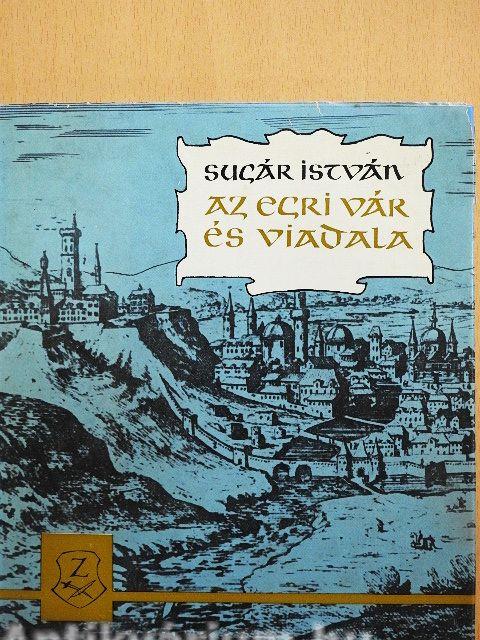 SUGÁR ISTVÁN
AZ EGRI VÁR
ÉS VIADALA
Z